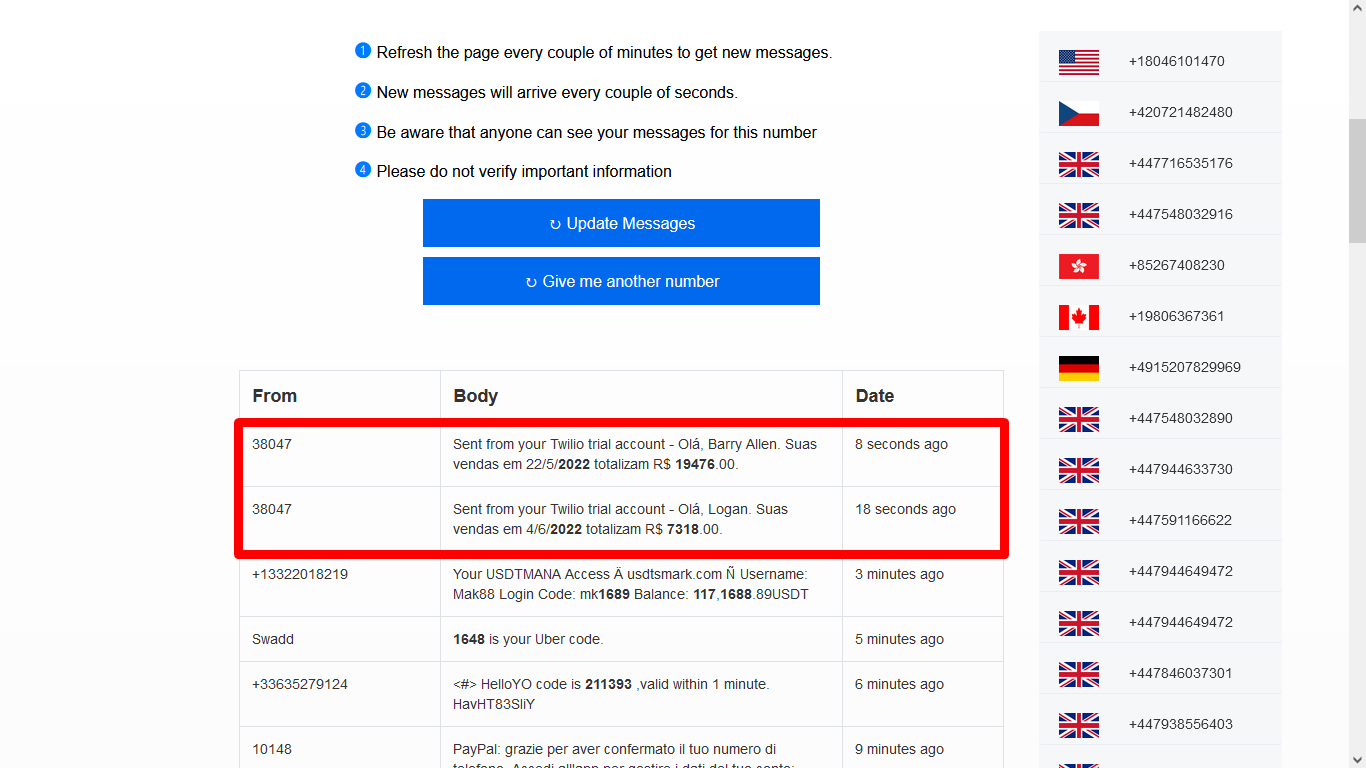 1 Refresh the page every couple of minutes to get new messages.
2 New messages will arrive every couple of seconds.
3 Be aware that anyone can see your messages for this number
4 Please do not verify important information
↻ Update Messages
↻ Give me another number
From Body Date
38047 Sent from your Twilio trial account - Olá, Barry Allen. Suas 8 seconds ago
vendas em 22/5/2022 totalizam R$ 19476.00.
38047 Sent from your Twilio trial account - Olá, Logan. Suas 18 seconds ago
vendas em 4/6/2022 totalizam R$ 7318.00.
+13322018219 Your USDTMANA Access Ä usdtsmark.com Ñ Username: 3 minutes ago
Mak88 Login Code: mk1689 Balance: 117,1688.89USDT
Swadd 1648 is your Uber code. 5 minutes ago
+33635279124 <#> HelloYO code is 211393 ,valid within 1 minute. 6 minutes ago
HavHT83SliY
10148 PayPal: grazie per aver confermato il tuo numero di 9 minutes ago
+18046101470
+420721482480
+447716535176
+447548032916
+85267408230
+19806367361
+4915207829969
+447548032890
+447944633730
+447591166622
+447944649472
+447944649472
+447846037301
+447938556403